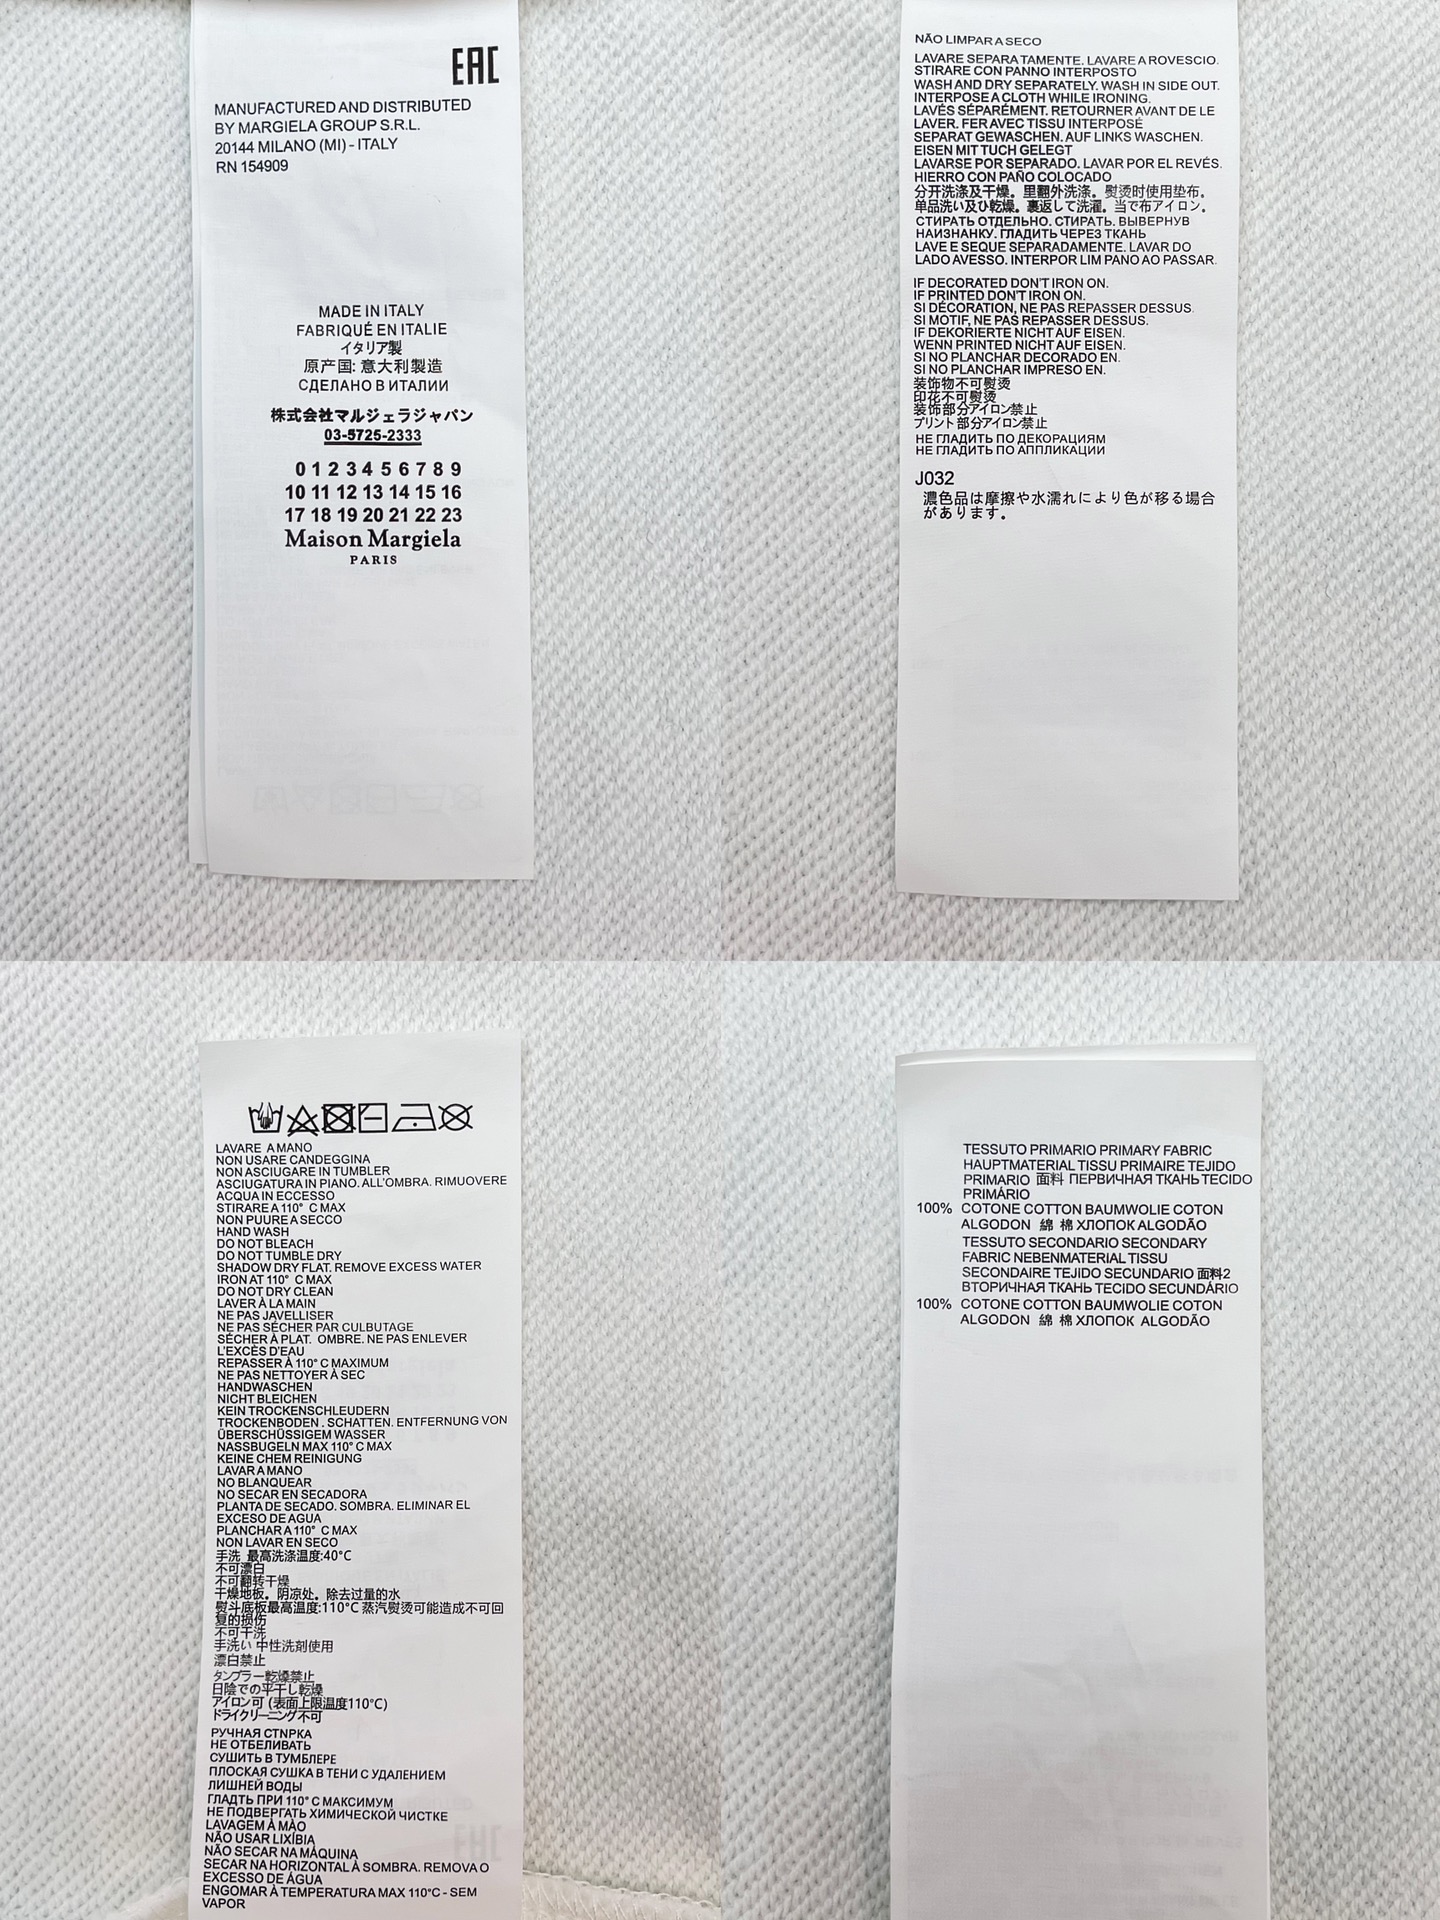 EAC
MANUFACTURED AND DISTRIBUTED
BY MARGIELA GROUP S.R.L.
20144 MILANO (MI) - ITALY
RN 154909
MADE IN ITALY
FABRIQUÉ EN ITALIE
イタリア製
原产国: 意大利製造
СДЕЛАНО В ИТАЛИИ
株式会社マルジェラジャパン
03-5725-2333
0 1 2 3 4 5 6 7 8 9
10 11 12 13 14 15 16
17 18 19 20 21 22 23
Maison Margiela
PARIS
NÃO LIMPAR A SECO
LAVARE SEPARA TAMENTE. LAVARE A ROVESCIO.
STIRARE CON PANNO INTERPOSTO
WASH AND DRY SEPARATELY. WASH IN SIDE OUT.
INTERPOSE A CLOTH WHILE IRONING.
LAVÉS SÉPARÉMENT. RETOURNER AVANT DE LE
LAVER. FER AVEC TISSU INTERPOSÉ
SEPARAT GEWASCHEN. AUF LINKS WASCHEN.
EISEN MIT TUCH GELEGT
LAVARSE POR SEPARADO. LAVAR POR EL REVÉS.
HIERRO CON PAÑO COLOCADO
分开洗涤及干燥。里翻外洗涤。熨烫时使用垫布。
单品洗い及ひ乾燥。裏返して洗濯。当で布アイロン。
СТИРАТЬ ОТДЕЛЬНО. СТИРАТЬ. ВЫВЕРНУВ
НАИЗНАНКУ. ГЛАДИТЬ ЧЕРЕЗ ТКАНЬ
LAVE E SEQUE SEPARADAMENTE. LAVAR DO
LADO AVESSO. INTERPOR LIM PANO AO PASSAR.
IF DECORATED DON'T IRON ON.
IF PRINTED DON'T IRON ON.
SI DÉCORATION, NE PAS REPASSER DESSUS.
SI MOTIF, NE PAS REPASSER DESSUS.
IF DEKORIERTE NICHT AUF EISEN.
WENN PRINTED NICHT AUF EISEN.
SI NO PLANCHAR DECORADO EN.
SI NO PLANCHAR IMPRESO EN.
装饰物不可熨烫
印花不可熨烫
装饰部分アイロン禁止
プリント部分アイロン禁止
НЕ ГЛАДИТЬ ПО ДЕКОРАЦИЯМ
НЕ ГЛАДИТЬ ПО АППЛИКАЦИИ
J032
濃色品は摩擦や水濡れにより色が移る場合
があります。
LAVARE A MANO
NON USARE CANDEGGINA
NON ASCIUGARE IN TUMBLER
ASCIUGATURA IN PIANO. ALL'OMBRA. RIMUOVERE
ACQUA IN ECCESSO
STIRARE A 110° C MAX
NON PUURE A SECCO
HAND WASH
DO NOT BLEACH
DO NOT TUMBLE DRY
SHADOW DRY FLAT. REMOVE EXCESS WATER
IRON AT 110° C MAX
DO NOT DRY CLEAN
LAVER À LA MAIN
NE PAS JAVELLISER
NE PAS SÉCHER PAR CULBUTAGE
SÉCHER À PLAT. OMBRE. NE PAS ENLEVER
L'EXCÈS D'EAU
REPASSER À 110° C MAXIMUM
NE PAS NETTOYER À SEC
HANDWASCHEN
NICHT BLEICHEN
KEIN TROCKENSCHLEUDERN
TROCKENBODEN . SCHATTEN. ENTFERNUNG VON
ÜBERSCHÜSSIGEM WASSER
NASSBUGELN MAX 110° C MAX
KEINE CHEM REINIGUNG
LAVAR A MANO
NO BLANQUEAR
NO SECAR EN SECADORA
PLANTA DE SECADO. SOMBRA. ELIMINAR EL
EXCESO DE AGUA
PLANCHAR A 110° C MAX
NON LAVAR EN SECO
手洗 最高洗涤温度:40°C
不可漂白
不可翻转干燥
干燥地板。阴凉处。除去过量的水
熨斗底板最高温度:110°C 蒸汽熨烫可能造成不可回
复的损伤
不可干洗
手洗い 中性洗剤使用
漂白禁止
タンブラー乾燥禁止
日陰での平干し乾燥
アイロン可 (表面上限温度110°C)
ドライクリーニング不可
РУЧНАЯ СТNPKA
НЕ ОТБЕЛИВАТЬ
СУШИТЬ В ТУМБЛЕРЕ
ПЛОСКАЯ СУШКА В ТЕНИ С УДАЛЕНИЕМ
ЛИШНЕЙ ВОДЫ
ГЛАДТЬ ПРИ 110° С МАКСИМУМ
НЕ ПОДВЕРГАТЬ ХИМИЧЕСКОЙ ЧИСТКЕ
LAVAGEM À MÀO
NÃO USAR LIXÍBIA
NÃO SECAR NA MÁQUINA
SECAR NA HORIZONTAL À SOMBRA. REMOVA O
EXCESSO DE ÁGUA
ENGOMAR À TEMPERATURA MAX 110°C - SEM
VAPOR
TESSUTO PRIMARIO PRIMARY FABRIC
HAUPTMATERIAL TISSU PRIMAIRE TEJIDO
PRIMARIO 面料 ПЕРВИЧНАЯ ТКАНЬ TECIDO
PRIMÁRIO
100% COTONE COTTON BAUMWOLIE COTON
ALGODON 綿 棉 ХЛОПОК ALGODÃO
TESSUTO SECONDARIO SECONDARY
FABRIC NEBENMATERIAL TISSU
SECONDAIRE TEJIDO SECUNDARIO 面料2
ВТОРИЧНАЯ ТКАНЬ TECIDO SECUNDÁRIO
100% COTONE COTTON BAUMWOLIE COTON
ALGODON 綿 棉 ХЛОПОК ALGODÃO